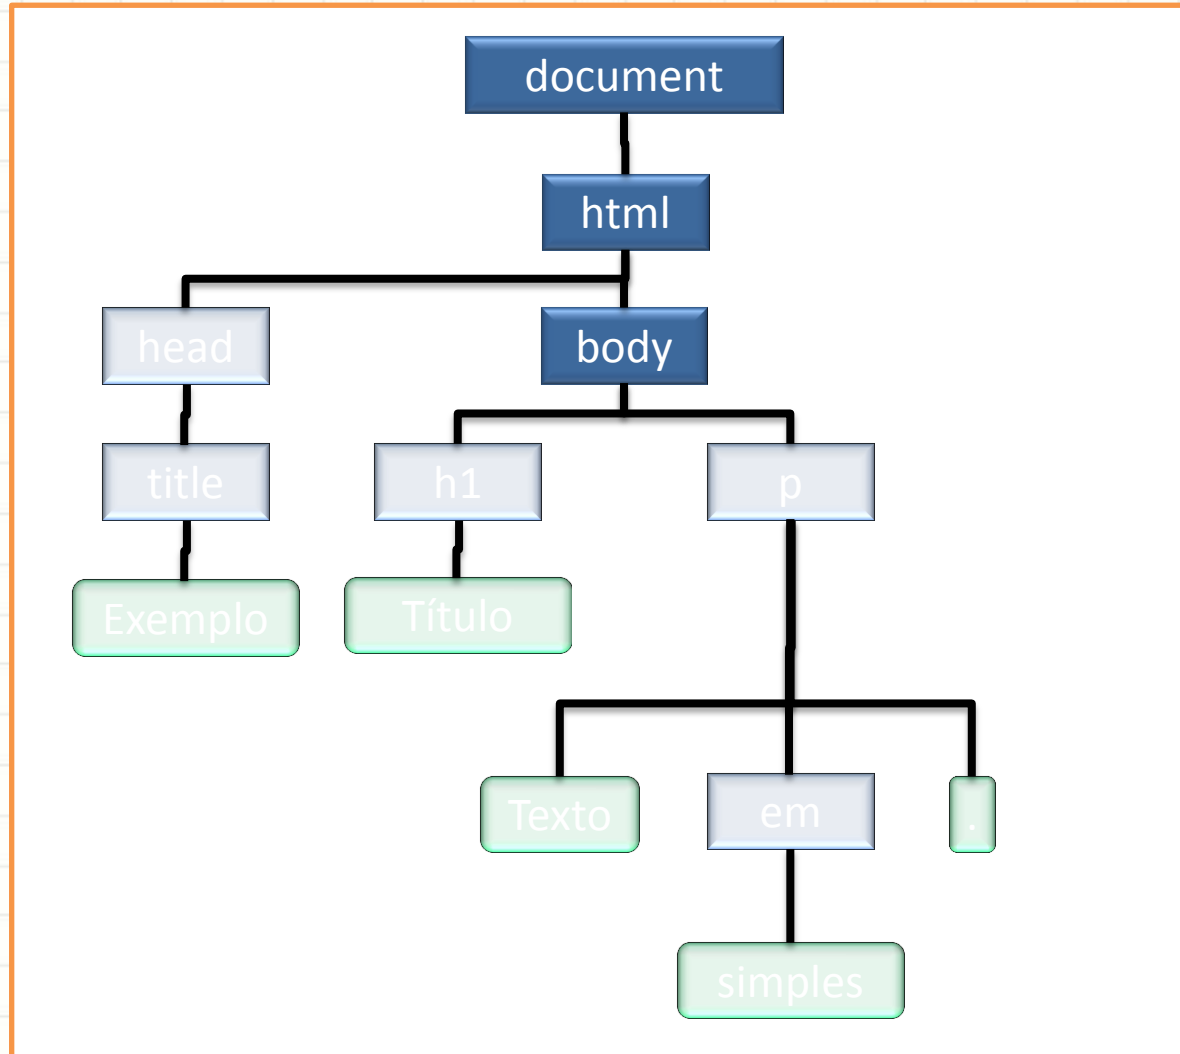 document
html
head
body
title
h1
p
Exemplo
Título
Texto
em
.
simples